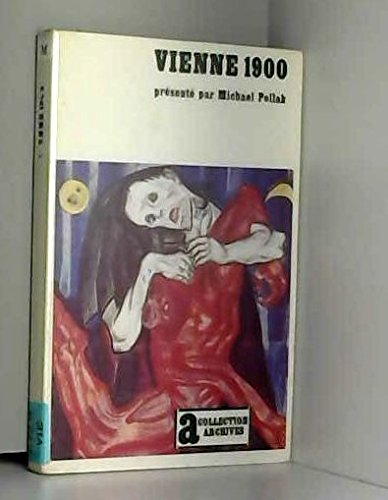 VIENNE 1900
présenté par Michael Pollak
a
COLLECTION
ARCHIVES